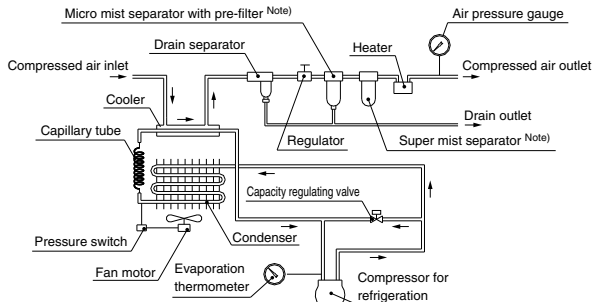 Micro mist separator with pre-filter Note)
Air pressure gauge
Drain separator
Heater
Compressed air inlet
Compressed air outlet
Cooler
Drain outlet
Capillary tube
Regulator
Super mist separator Note)
Capacity regulating valve
Pressure switch
Condenser
Fan motor
Evaporation
thermometer
Compressor for
refrigeration